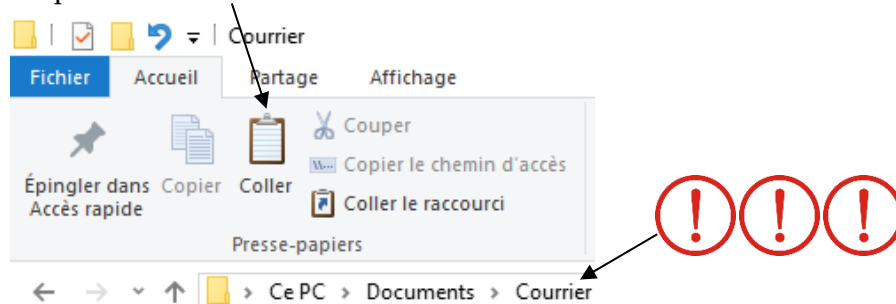 Courrier
Fichier Accueil Partage Affichage
Épingler dans Accès rapide
Copier
Coller
Couper
Copier le chemin d'accès
Coller le raccourci
Presse-papiers
Ce PC > Documents > Courrier